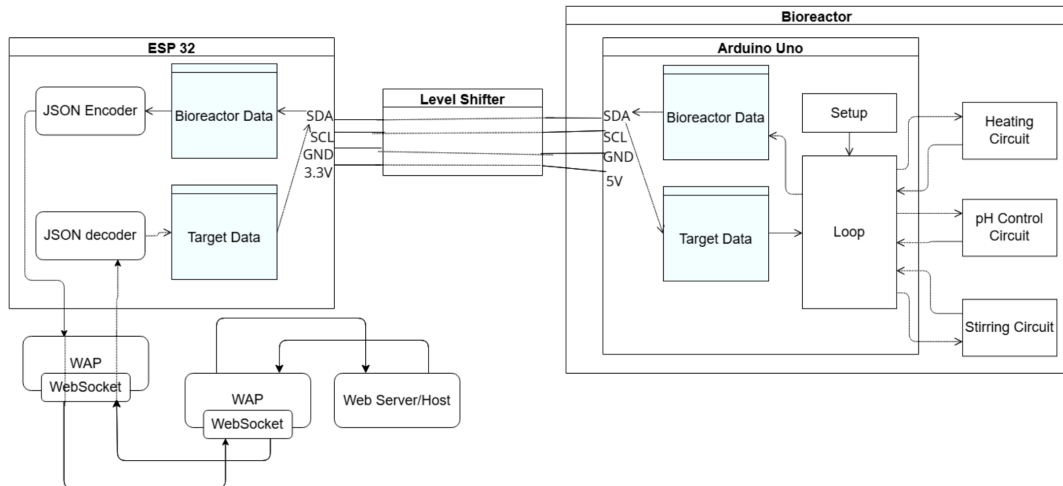 Bioreactor
ESP 32
Arduino Uno
JSON Encoder
Bioreactor Data
SDA
SCL
GND
3.3V
JSON decoder
Target Data
Level Shifter
SDA
SCL
GND
5V
Bioreactor Data
Target Data
Setup
Loop
Heating
Circuit
pH Control
Circuit
Stirring Circuit
WAP
WebSocket
WAP
WebSocket
Web Server/Host